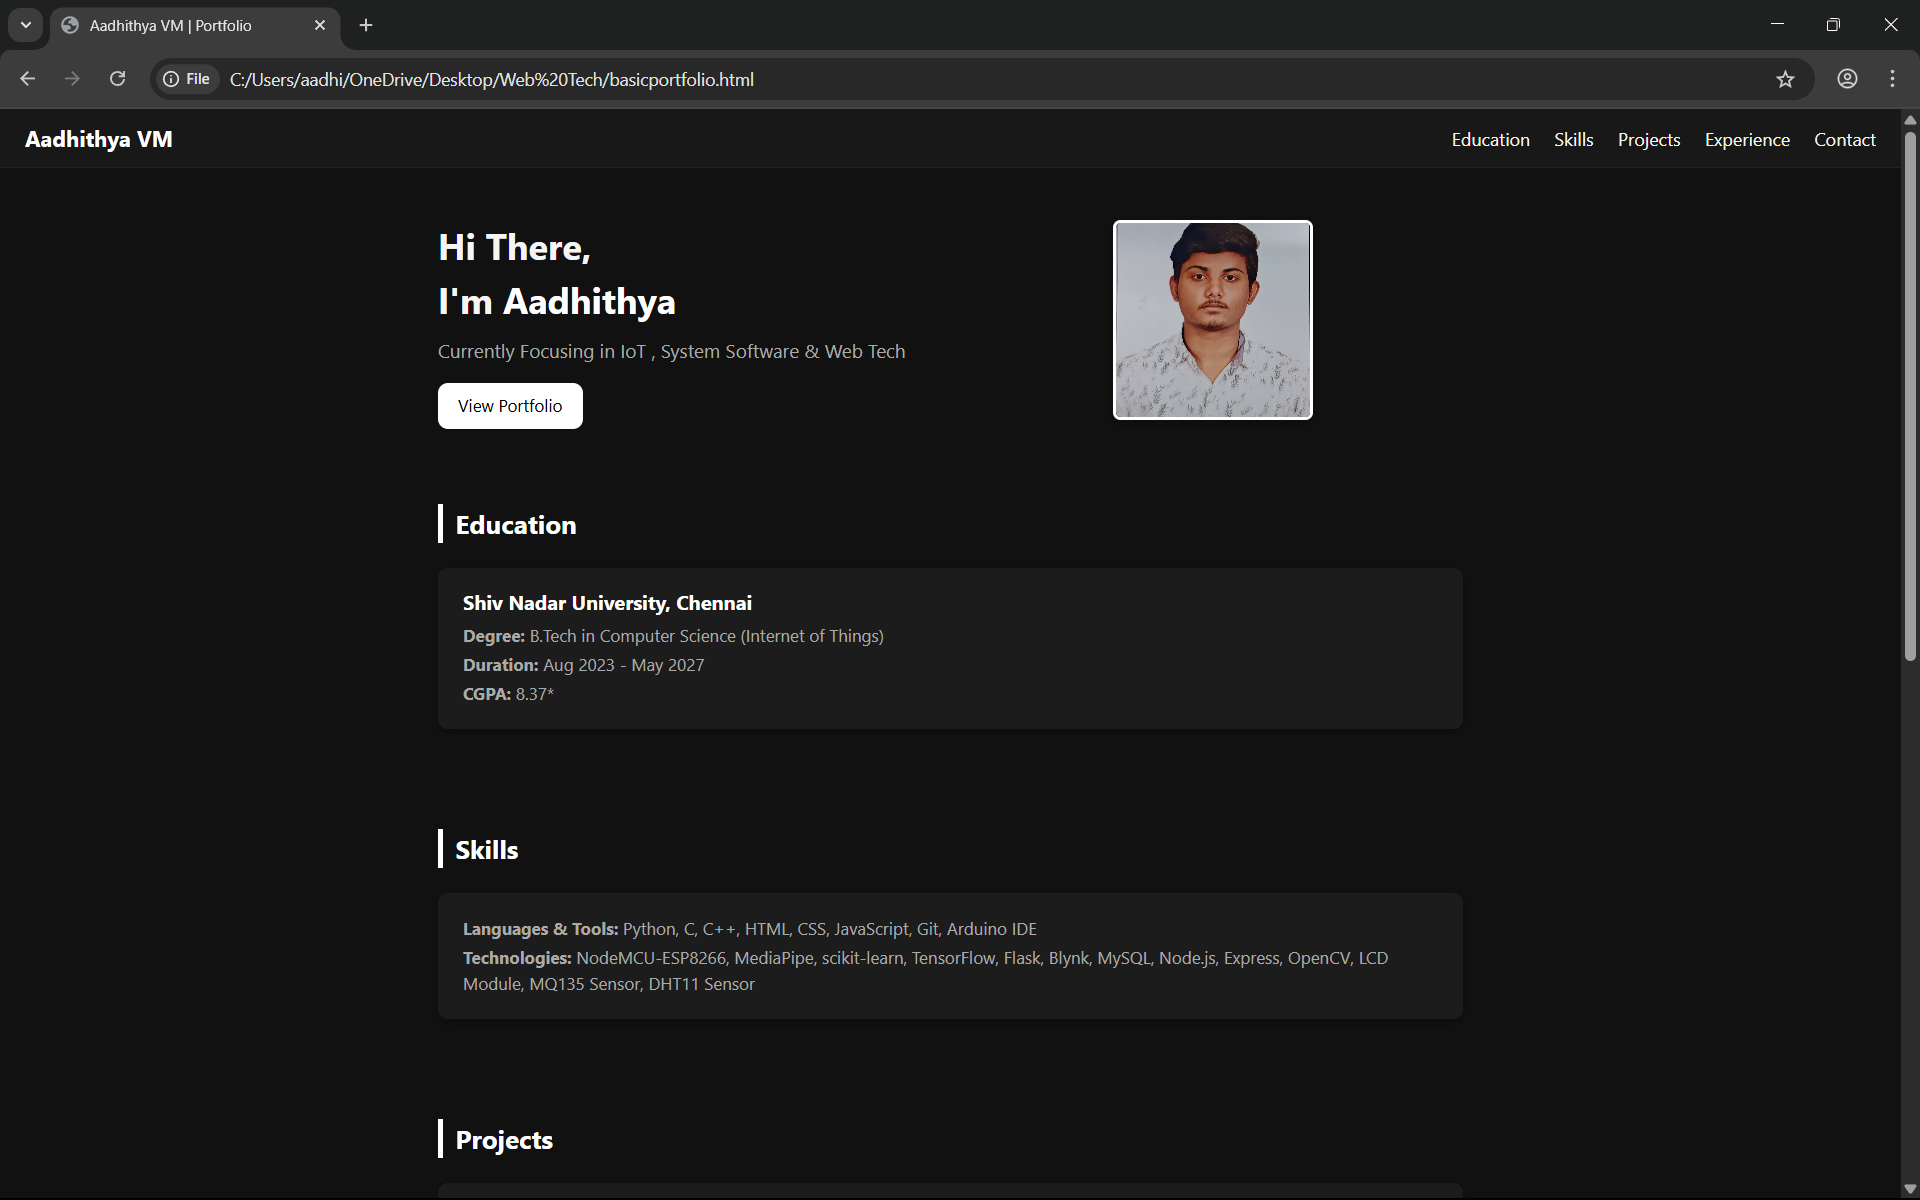 Aadhithya VM | Portfolio
File
C:/Users/aadhi/OneDrive/Desktop/Web%20Tech/basicportfolio.html
Aadhithya VM
Education
Skills
Projects
Experience
Contact
Hi There,
I'm Aadhithya
Currently Focusing in IoT , System Software & Web Tech
View Portfolio
Education
Shiv Nadar University, Chennai
Degree: B.Tech in Computer Science (Internet of Things)
Duration: Aug 2023 - May 2027
CGPA: 8.37*
Skills
Languages & Tools: Python, C, C++, HTML, CSS, JavaScript, Git, Arduino IDE
Technologies: NodeMCU-ESP8266, MediaPipe, scikit-learn, TensorFlow, Flask, Blynk, MySQL, Node.js, Express, OpenCV, LCD
Module, MQ135 Sensor, DHT11 Sensor
Projects